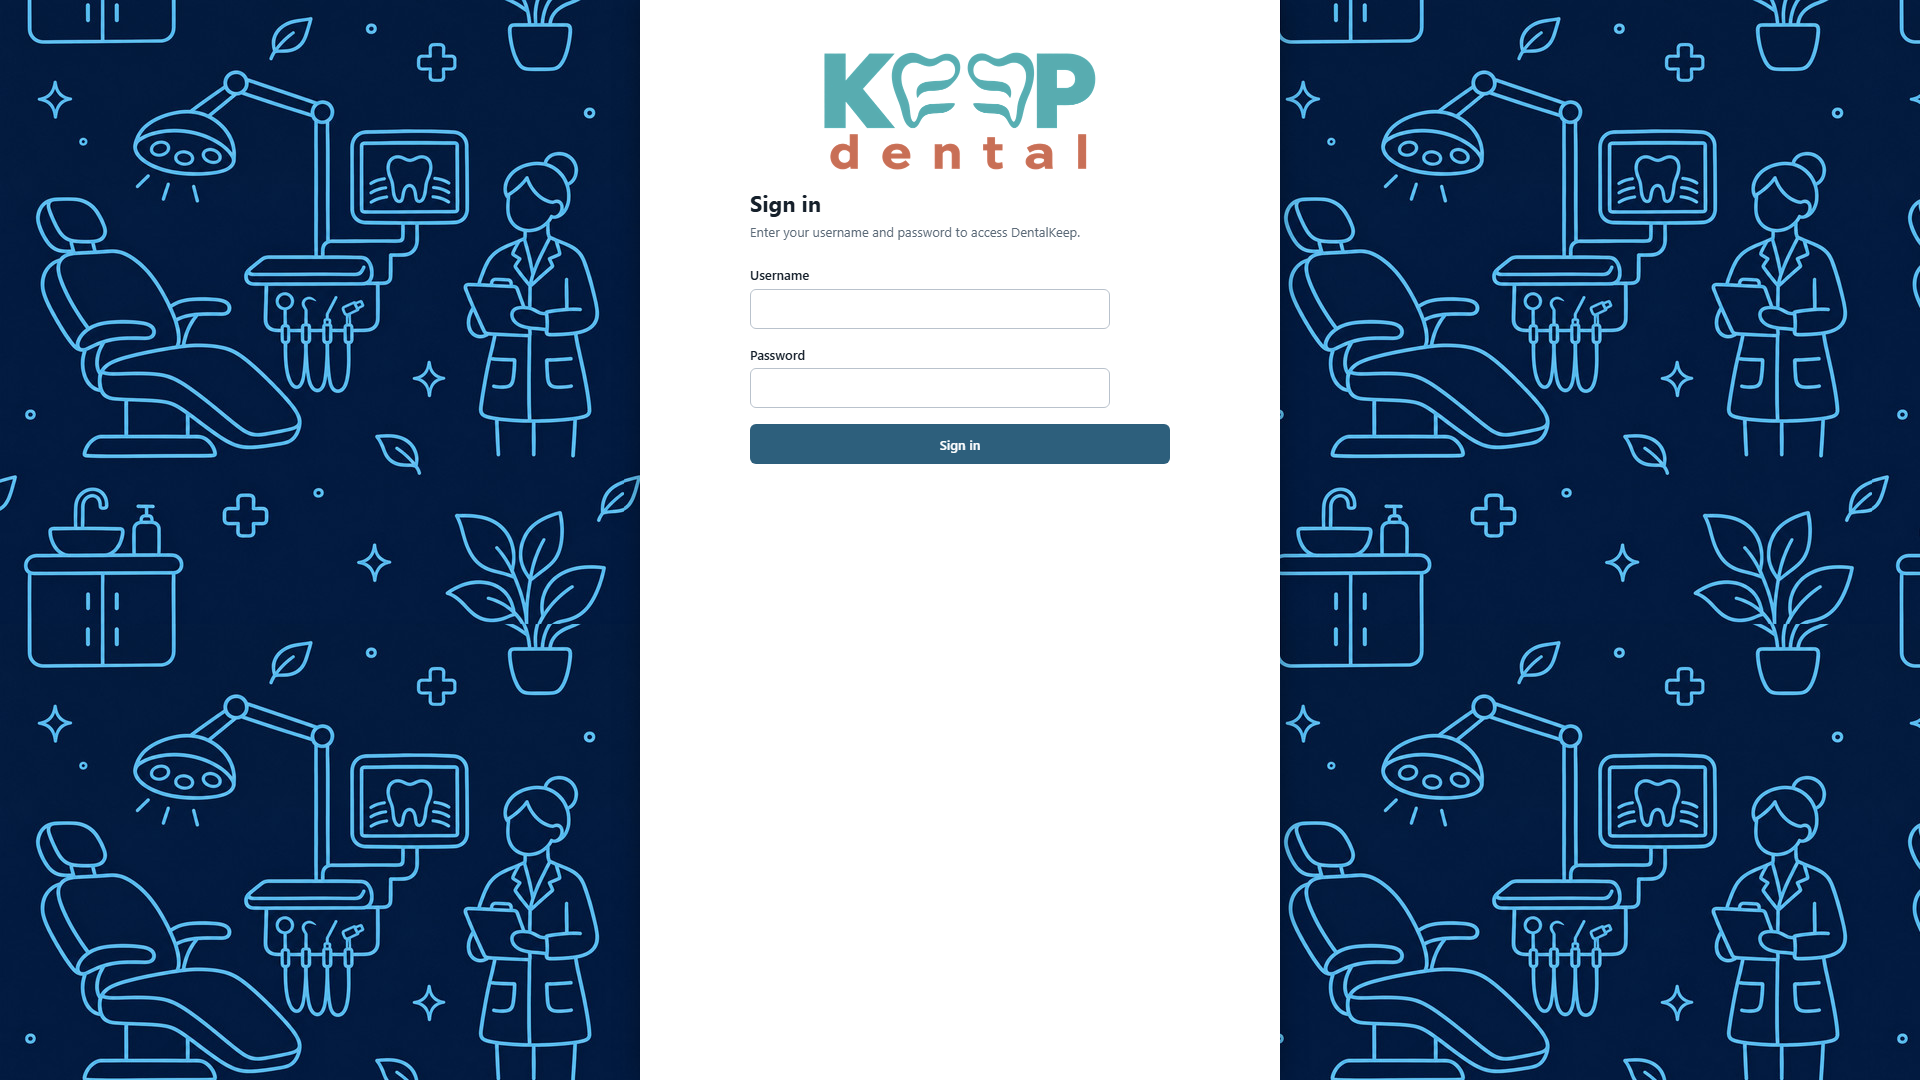 KEEP
dental
Sign in
Enter your username and password to access DentalKeep.
Username
Password
Sign in